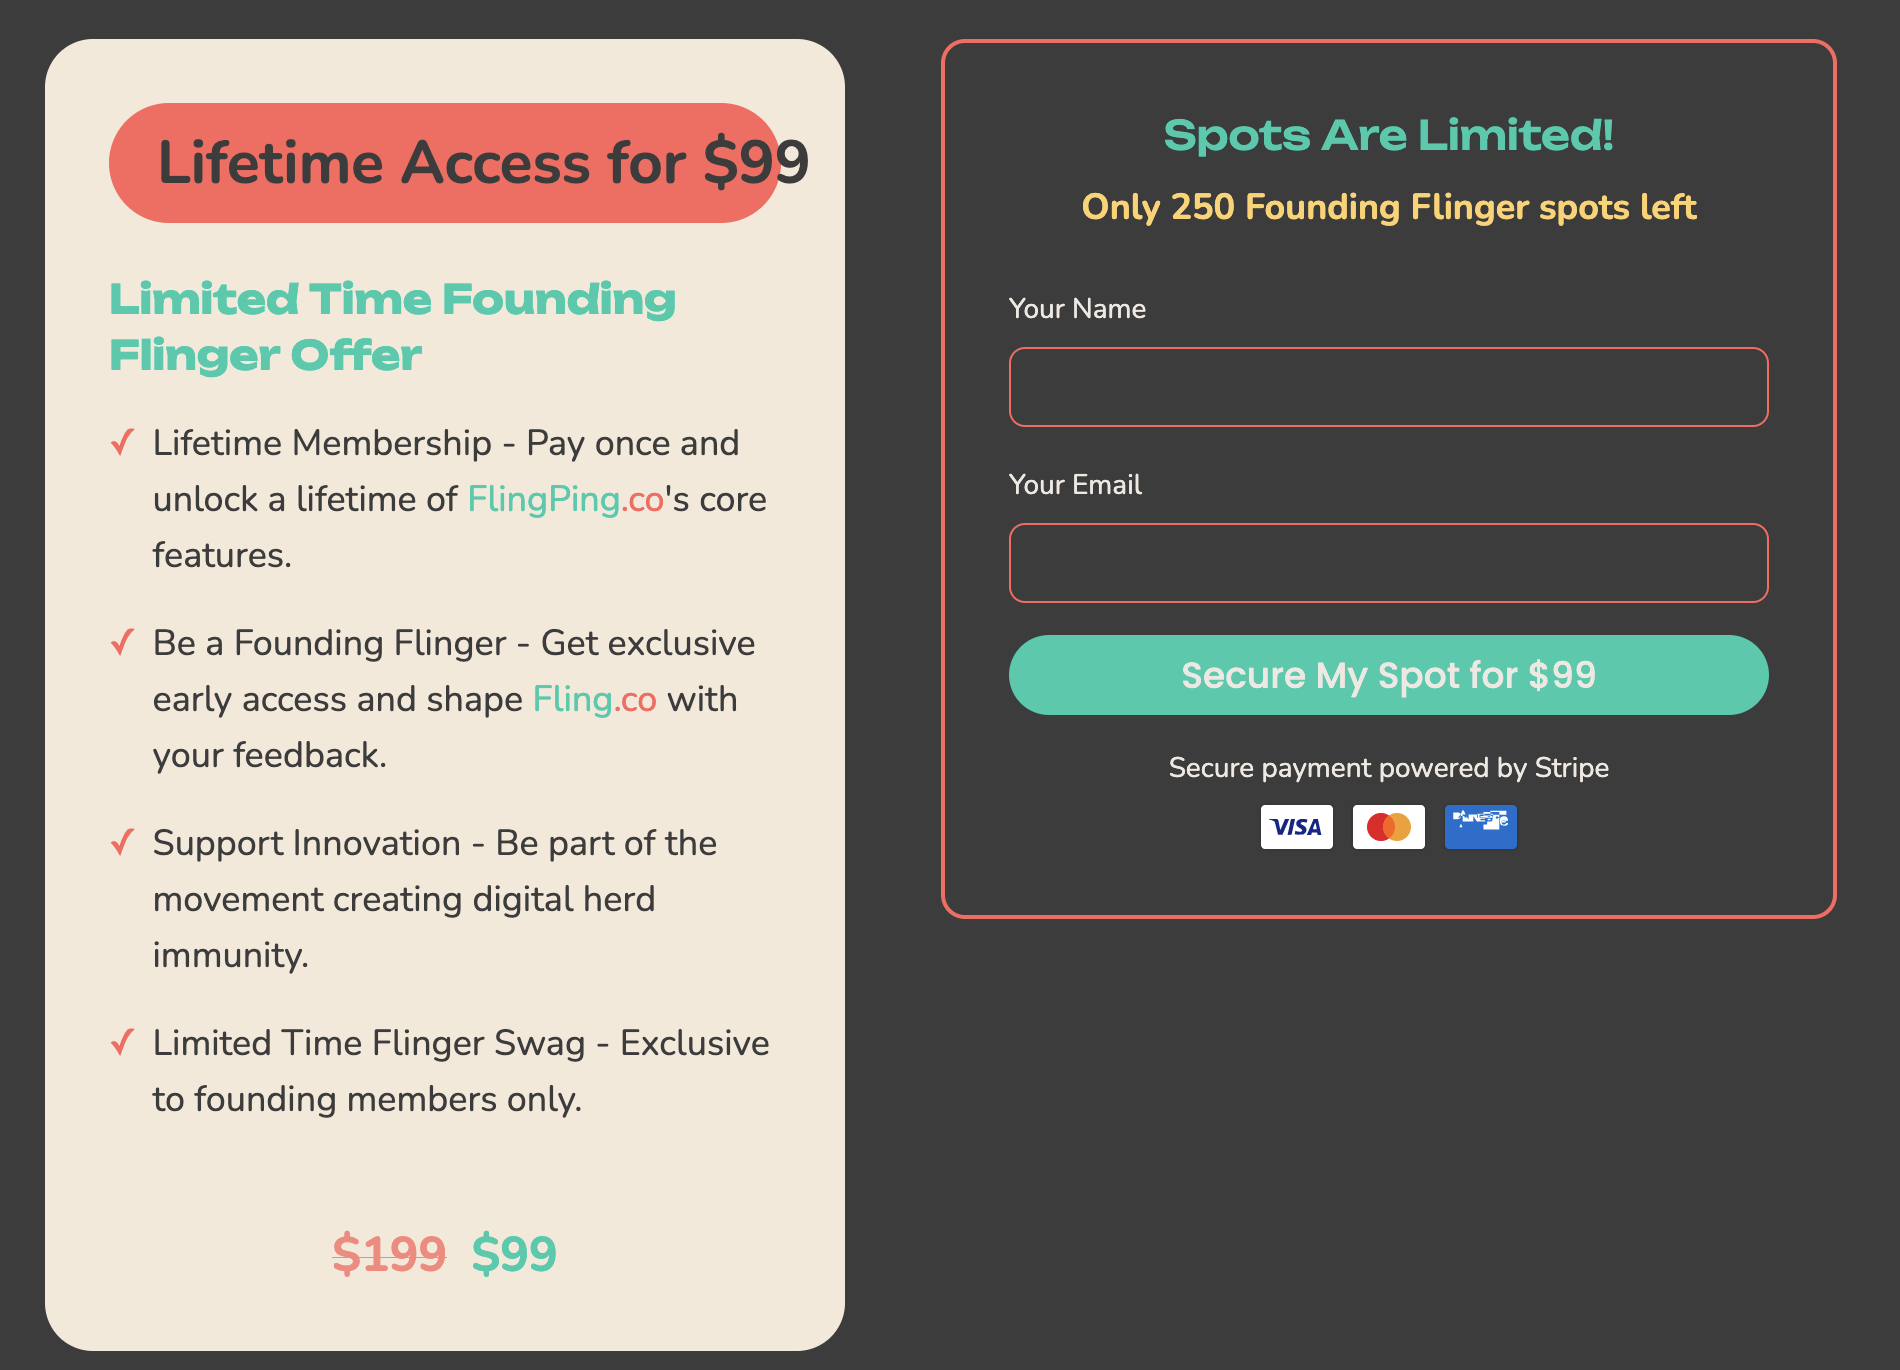 Lifetime Access for $99
Limited Time Founding
Flinger Offer
✓ Lifetime Membership - Pay once and
unlock a lifetime of FlingPing.co's core
features.
✓ Be a Founding Flinger - Get exclusive
early access and shape Fling.co with
your feedback.
✓ Support Innovation - Be part of the
movement creating digital herd
immunity.
✓ Limited Time Flinger Swag - Exclusive
to founding members only.
$199 $99
Spots Are Limited!
Only 250 Founding Flinger spots left
Your Name
Your Email
Secure My Spot for $99
Secure payment powered by Stripe
VISA